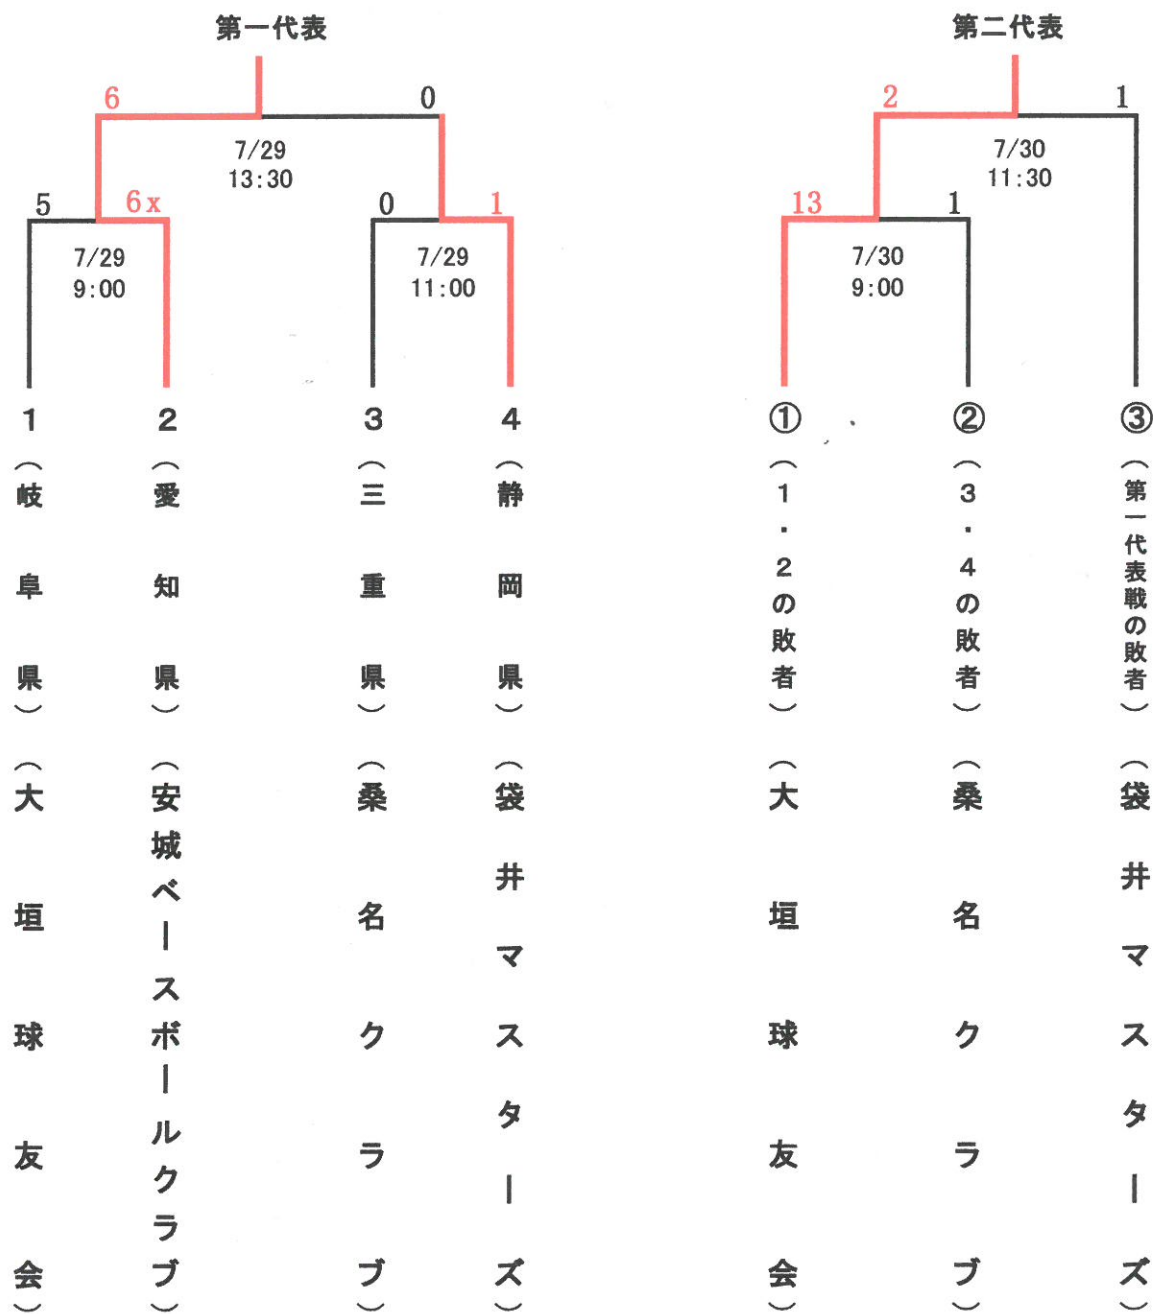 第一代表
6
0
7/29
13:30
5
6x
0
1
7/29
9:00
7/29
11:00
1
(岐阜県)
(大垣球友会)
2
(愛知県)
(安城ベースボールクラブ)
3
(三重県)
(桑名クラブ)
4
(静岡県)
(袋井マスターズ)
第二代表
2
1
7/30
11:30
13
1
7/30
9:00
①
(1・2の敗者)
(大垣球友会)
②
(3・4の敗者)
(桑名クラブ)
③
(第一代表戦の敗者)
(袋井マスターズ)